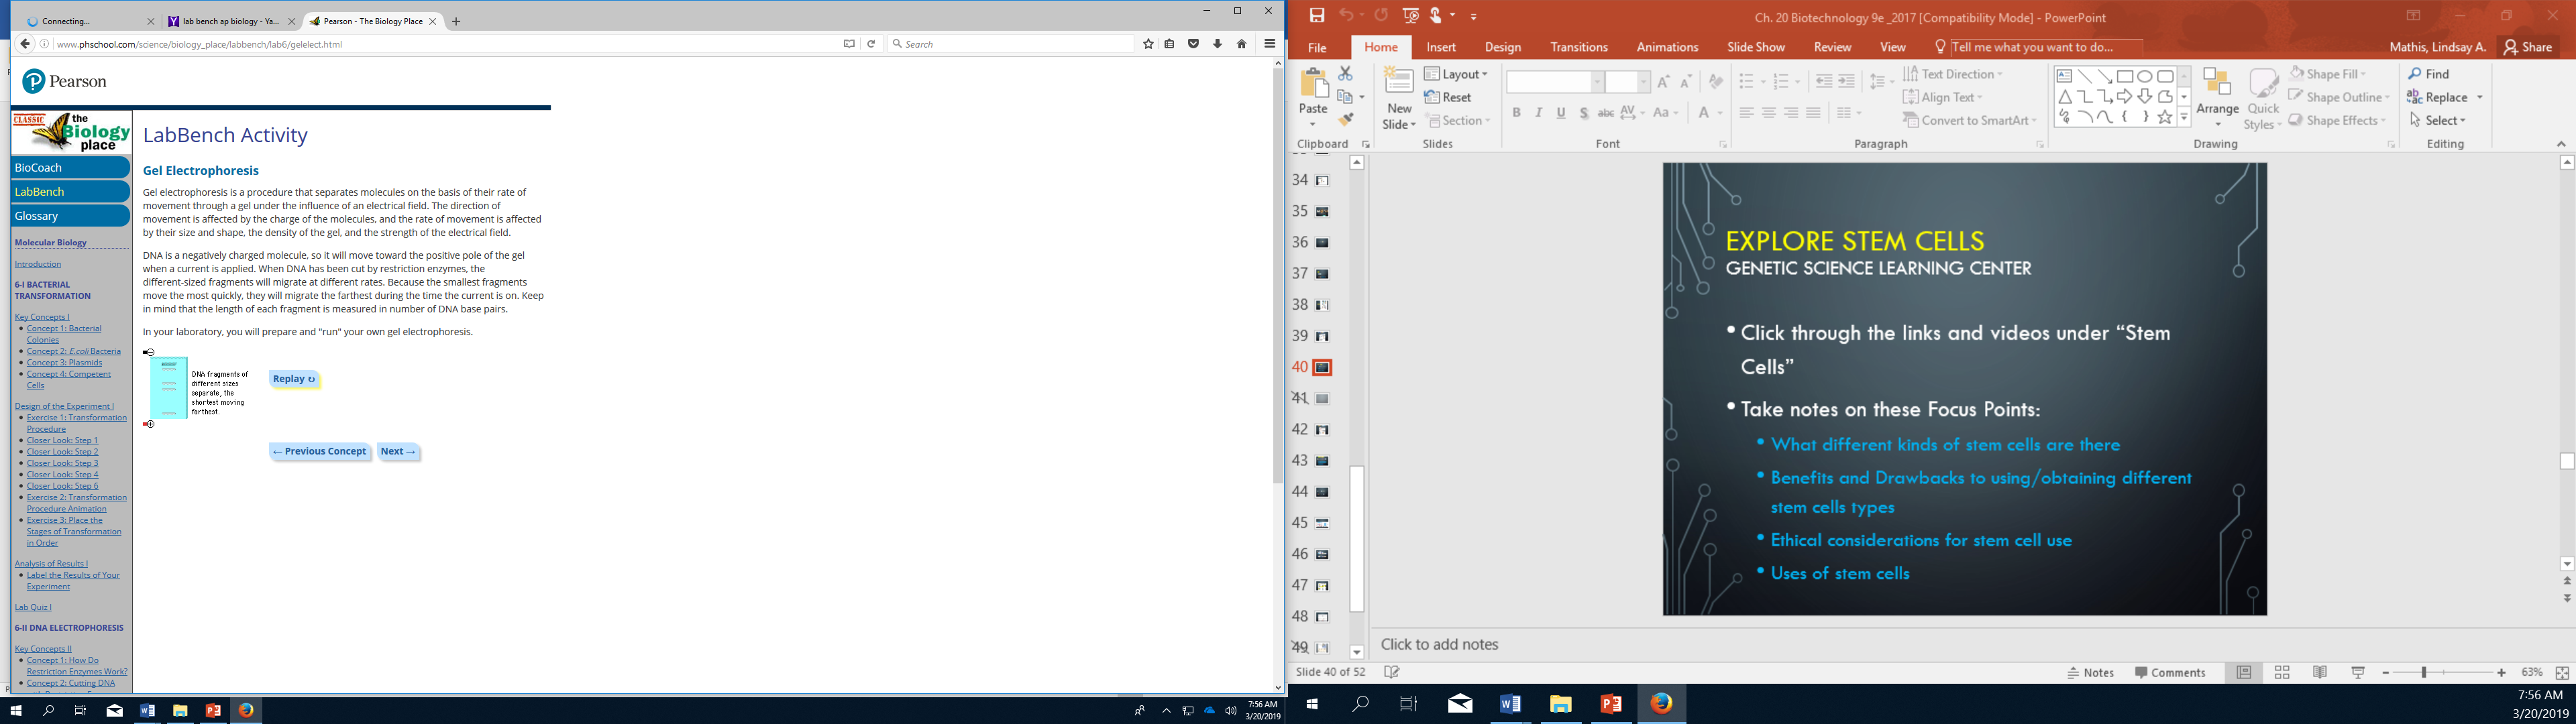 Connecting...
lab bench ap biology - Ya...
Pearson - The Biology Place
www.phschool.com/science/biology_place/labbench/lab6/gelelect.html
Search
Pearson
CLASSIC the Biology place
BioCoach
LabBench
Glossary
Molecular Biology
Introduction
6-I BACTERIAL
TRANSFORMATION
Key Concepts I
Concept 1: Bacterial
Colonies
Concept 2: E.coli Bacteria
Concept 3: Plasmids
Concept 4: Competent
Cells
Design of the Experiment I
Exercise 1: Transformation
Procedure
Closer Look: Step 1
Closer Look: Step 2
Closer Look: Step 3
Closer Look: Step 4
Closer Look: Step 6
Exercise 2: Transformation
Procedure Animation
Exercise 3: Place the
Stages of Transformation
in Order
Analysis of Results I
Label the Results of Your
Experiment
Lab Quiz I
6-II DNA ELECTROPHORESIS
Key Concepts II
Concept 1: How Do
Restriction Enzymes Work?
Concept 2: Cutting DNA
LabBench Activity
Gel Electrophoresis
Gel electrophoresis is a procedure that separates molecules on the basis of their rate of
movement through a gel under the influence of an electrical field. The direction of
movement is affected by the charge of the molecules, and the rate of movement is affected
by their size and shape, the density of the gel, and the strength of the electrical field.
DNA is a negatively charged molecule, so it will move toward the positive pole of the gel
when a current is applied. When DNA has been cut by restriction enzymes, the
different-sized fragments will migrate at different rates. Because the smallest fragments
move the most quickly, they will migrate the farthest during the time the current is on. Keep
in mind that the length of each fragment is measured in number of DNA base pairs.
In your laboratory, you will prepare and "run" your own gel electrophoresis.
DNA fragments of
different sizes
separate, the
shortest moving
farthest.
Replay ↻
← Previous Concept Next →
7:56 AM
3/20/2019
Ch. 20 Biotechnology 9e _2017 [Compatibility Mode] - PowerPoint
File Home Insert Design Transitions Animations Slide Show Review View Tell me what you want to do... Mathis, Lindsay A. Share
Paste
New
Slide
Layout
Reset
Section
B I U S abc AV Aa A
Text Direction
Align Text
Convert to SmartArt
Arrange
Quick
Styles
Shape Fill
Shape Outline
Shape Effects
Find
Replace
Select
Clipboard Slides Font Paragraph Drawing Editing
34
35
36
37
38
39
40
41
42
43
44
45
46
47
48
49
EXPLORE STEM CELLS
GENETIC SCIENCE LEARNING CENTER
• Click through the links and videos under “Stem
Cells”
• Take notes on these Focus Points:
• What different kinds of stem cells are there
• Benefits and Drawbacks to using/obtaining different
stem cells types
• Ethical considerations for stem cell use
• Uses of stem cells
Click to add notes
Slide 40 of 52
Notes Comments 63%
7:56 AM
3/20/2019